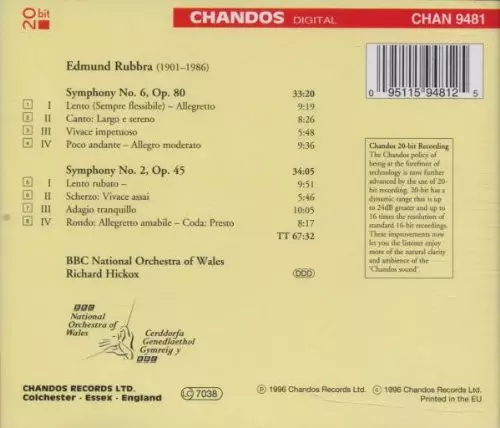 20
bit
CHANDOS DIGITAL
CHAN 9481
Edmund Rubbra (1901–1986)
Symphony No. 6, Op. 80 33:20
1 I Lento (Sempre flessibile) – Allegretto 9:19
2 II Canto: Largo e sereno 8:26
3 III Vivace impetuoso 5:48
4 IV Poco andante – Allegro moderato 9:36
Symphony No. 2, Op. 45 34:05
5 I Lento rubato – 9:51
6 II Scherzo: Vivace assai 5:46
7 III Adagio tranquillo 10:05
8 IV Rondo: Allegretto amabile – Coda: Presto 8:17
TT 67:32
BBC National Orchestra of Wales
Richard Hickox
DDD
0 95115 94812 5
Chandos 20-bit Recording
The Chandos policy of
being at the forefront of
technology is now further
advanced by the use of 20-
bit recording. 20-bit has a
dynamic range that is up
to 24dB greater and up to
16 times the resolution of
standard 16-bit recordings.
These improvements now
let you the listener enjoy
more of the natural clarity
and ambience of the
'Chandos sound'.
BBC
National
Orchestra of
Wales
Cerddorfa
Genedlaethol
Gymreig y
BBC
CHANDOS RECORDS LTD.
Colchester - Essex - England
LC 7038
℗ 1996 Chandos Records Ltd. © 1996 Chandos Records Ltd.
Printed in the EU